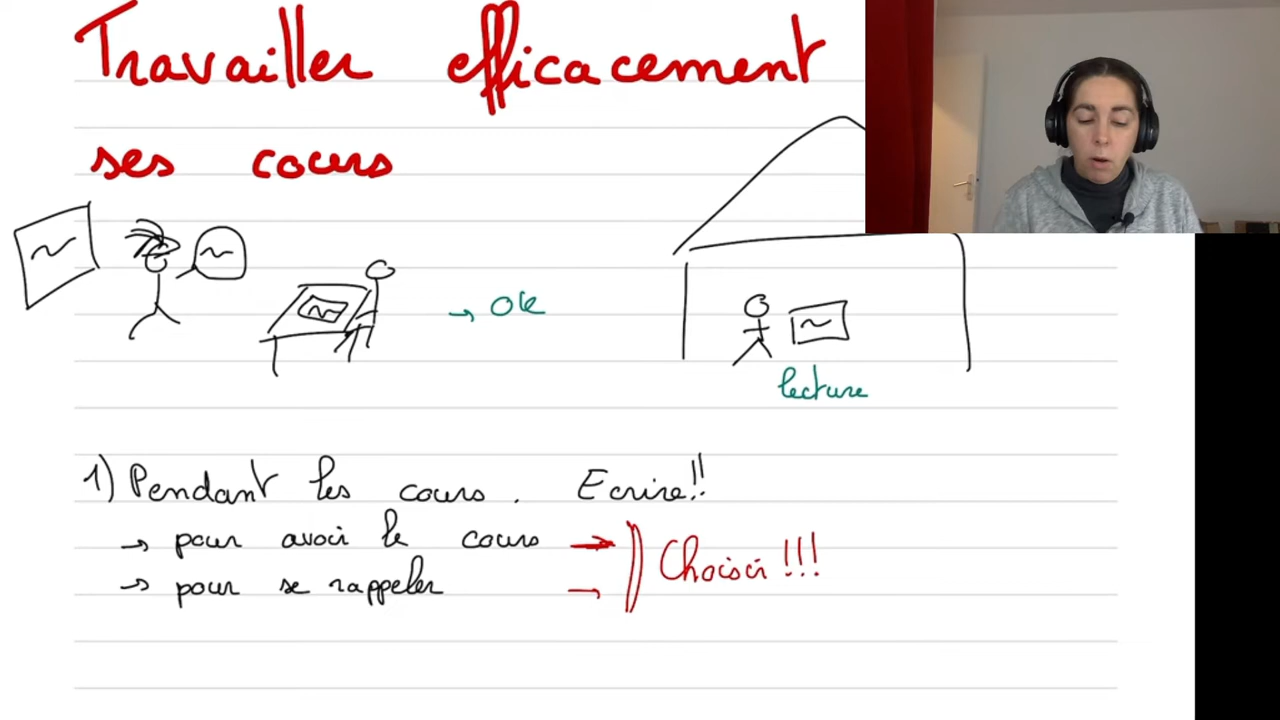 Travailler efficacement
ses cours
→ OK
lecture
1) Pendant les cours. Ecrire!!
→ pour avoir le cours →
→ pour se rappeler →
Choisir !!!